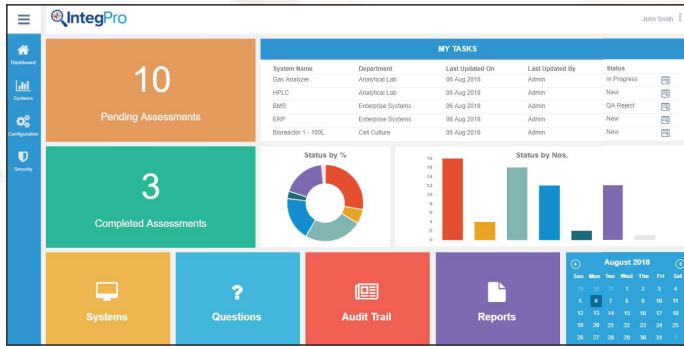 IntegPro
John Smith
Dashboard
Systems
Configuration
Security
10
Pending Assessments
MY TASKS
System Name Department Last Updated On Last Updated By Status
Gas Analyzer Analytical Lab 06 Aug 2018 Admin In Progress
HPLC Analytical Lab 06 Aug 2018 Admin New
BMS Enterprise Systems 06 Aug 2018 Admin QA Reject
ERP Enterprise Systems 06 Aug 2018 Admin New
Bioreactor 1 - 100L Cell Culture 06 Aug 2018 Admin New
3
Completed Assessments
Status by %
Status by Nos.
18
16
14
12
10
8
6
4
2
0
Systems
?
Questions
Audit Trail
Reports
August 2018
Sun Mon Tue Wed Thu Fri Sat
29 30 31 1 2 3 4
5 6 7 8 9 10 11
12 13 14 15 16 17 18
19 20 21 22 23 24 25
26 27 28 29 30 31